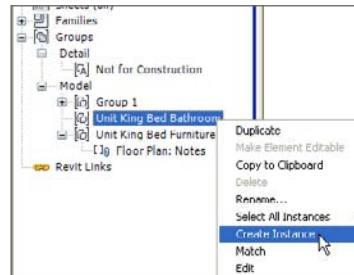 Sheets (all)
Families
Groups
Detail
Not for Construction
Model
Group 1
Unit King Bed Bathroom
Unit King Bed Furniture
Floor Plan: Notes
Revit Links
Duplicate
Make Element Editable
Copy to Clipboard
Delete
Rename...
Select All Instances
Create Instance
Match
Edit